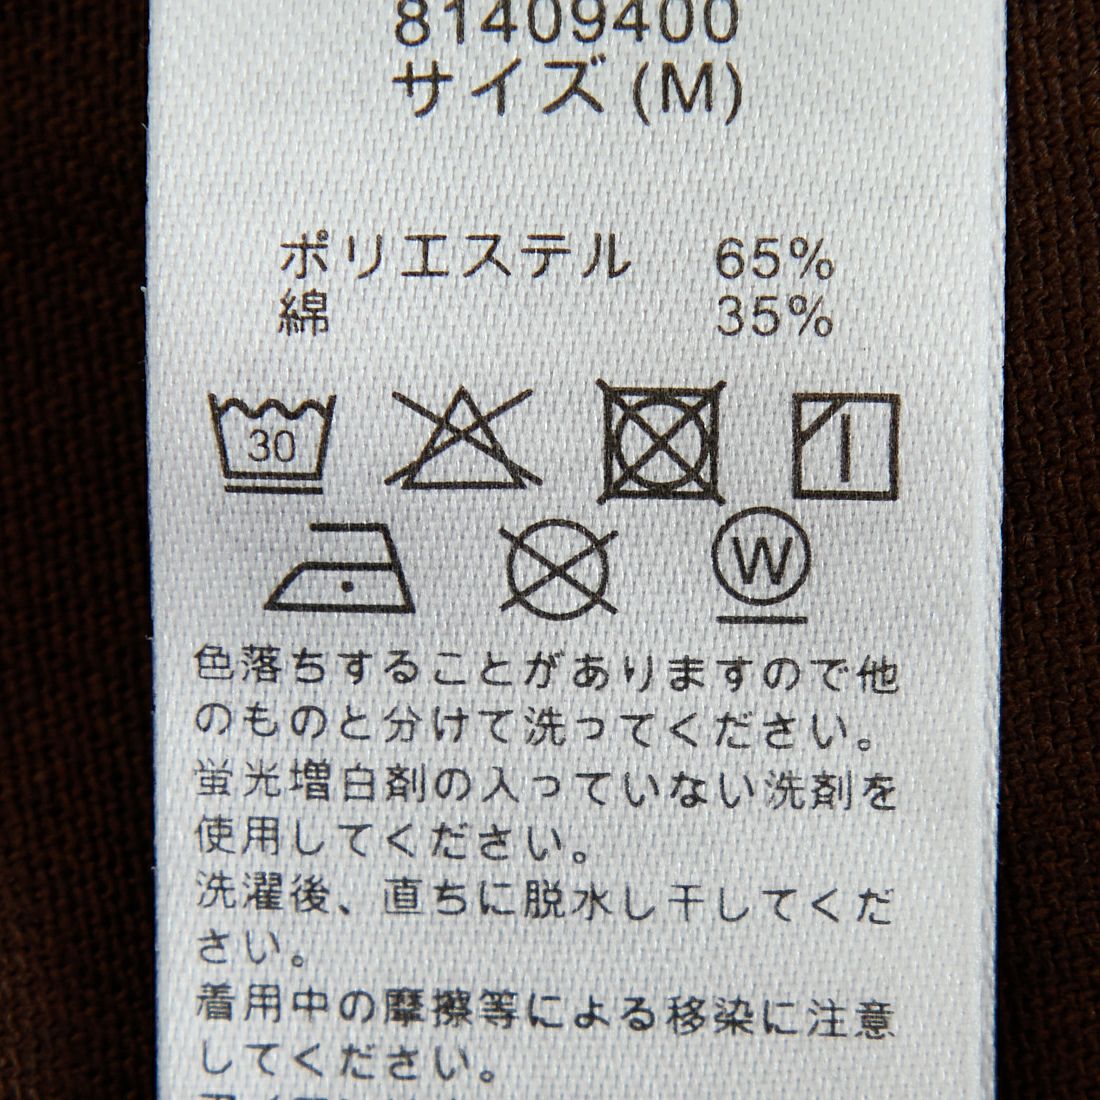 81409400
サイズ(M)
ポリエステル 65%
綿 35%
30
W
色落ちすることがありますので他
のものと分けて洗ってください。
蛍光増白剤の入っていない洗剤を
使用してください。
洗濯後、直ちに脱水し干してくだ
さい。
着用中の摩擦等による移染に注意
してください。